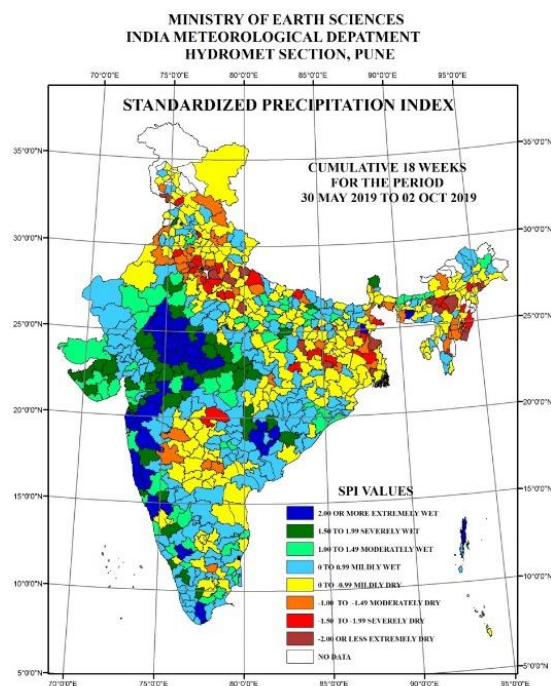 MINISTRY OF EARTH SCIENCES
INDIA METEOROLOGICAL DEPATMENT
HYDROMET SECTION, PUNE
70°0'0"E 75°0'0"E 80°0'0"E 85°0'0"E 90°0'0"E 95°0'0"E
STANDARDIZED PRECIPITATION INDEX
35°0'0"N 35°0'0"N
CUMULATIVE 18 WEEKS
FOR THE PERIOD
30 MAY 2019 TO 02 OCT 2019
30°0'0"N 30°0'0"N
25°0'0"N 25°0'0"N
20°0'0"N 20°0'0"N
15°0'0"N 15°0'0"N
SPI VALUES
2.00 OR MORE EXTREMELY WET
1.50 TO 1.99 SEVERELY WET
1.00 TO 1.49 MODERATELY WET
0 TO 0.99 MILDLY WET
0 TO -0.99 MILDLY DRY
-1.00 TO -1.49 MODERATELY DRY
-1.50 TO -1.99 SEVERELY DRY
-2.00 OR LESS EXTREMELY DRY
NO DATA
10°0'0"N 10°0'0"N
5°0'0"N 5°0'0"N
70°0'0"E 75°0'0"E 80°0'0"E 85°0'0"E 90°0'0"E 95°0'0"E